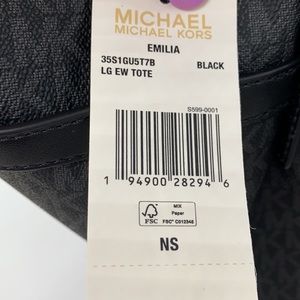 MICHAEL
MICHAEL KORS
EMILIA
35S1GU5T7B BLACK
LG EW TOTE
S599-0001
1 94900 28294 6
FSC
MIX
Paper
FSC® C012348
NS